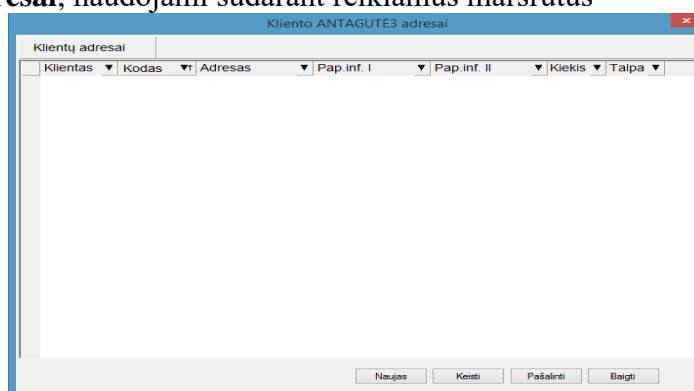 resai, naudojami sudarant reikiamus maršrutus
Kliento ANTAGUTĖ3 adresai
Klientų adresai
Klientas Kodas Adresas Pap.inf. I Pap.inf. II Kiekis Talpa
Naujas Keisti Pašalinti Baigti